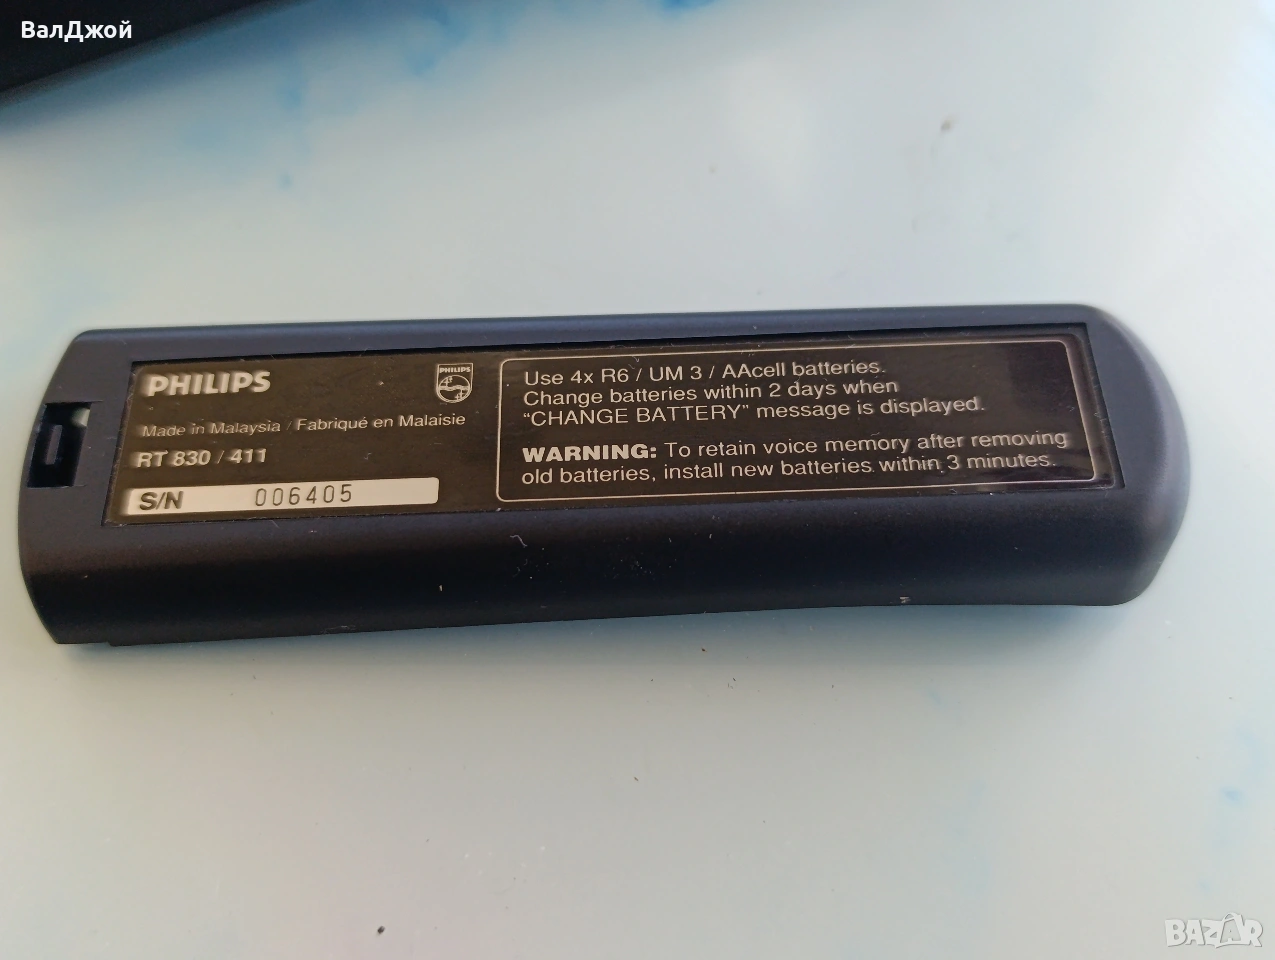 ВалДжой
PHILIPS
PHILIPS
Made in Malaysia / Fabriqué en Malaisie
RT 830 / 411
S/N 006405
Use 4x R6 / UM 3 / AAcell batteries.
Change batteries within 2 days when
“CHANGE BATTERY” message is displayed.
WARNING: To retain voice memory after removing
old batteries, install new batteries within 3 minutes.
BAZAR